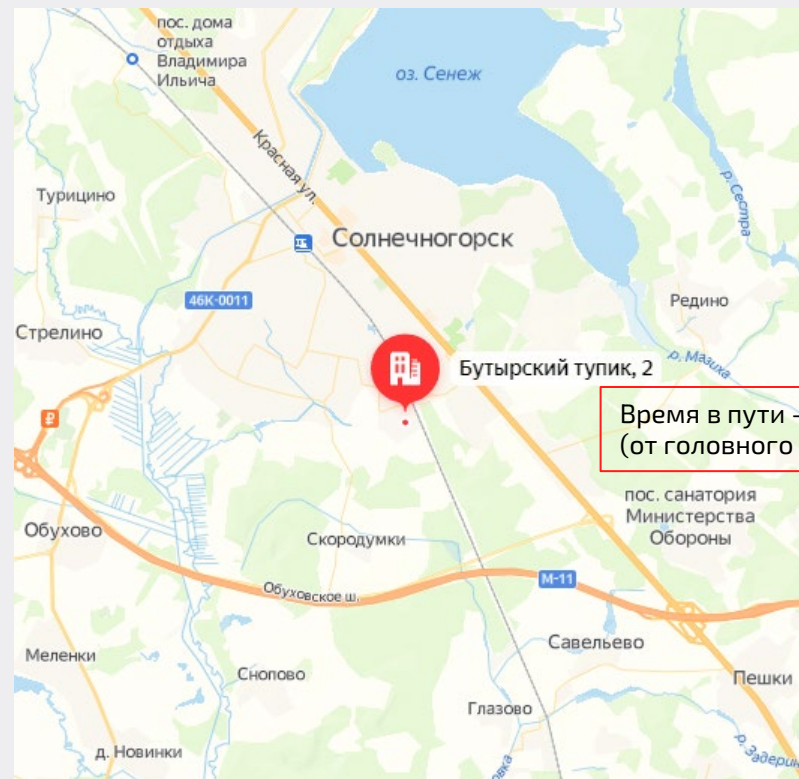 пос. дома
отдыха
Владимира
Ильича
оз. Сенеж
Красная ул.
р. Сестра
Турицино
Солнечногорск
46К-0011
Редино
Стрелино
р. Мазиха
Бутырский тупик, 2
Время в пути -
(от головного
₽
пос. санатория
Министерства
Обороны
Обухово
Скородумки
М-11
Обуховское ш.
Савельево
Меленки
Снопово
Пешки
Глазово
д. Новинки